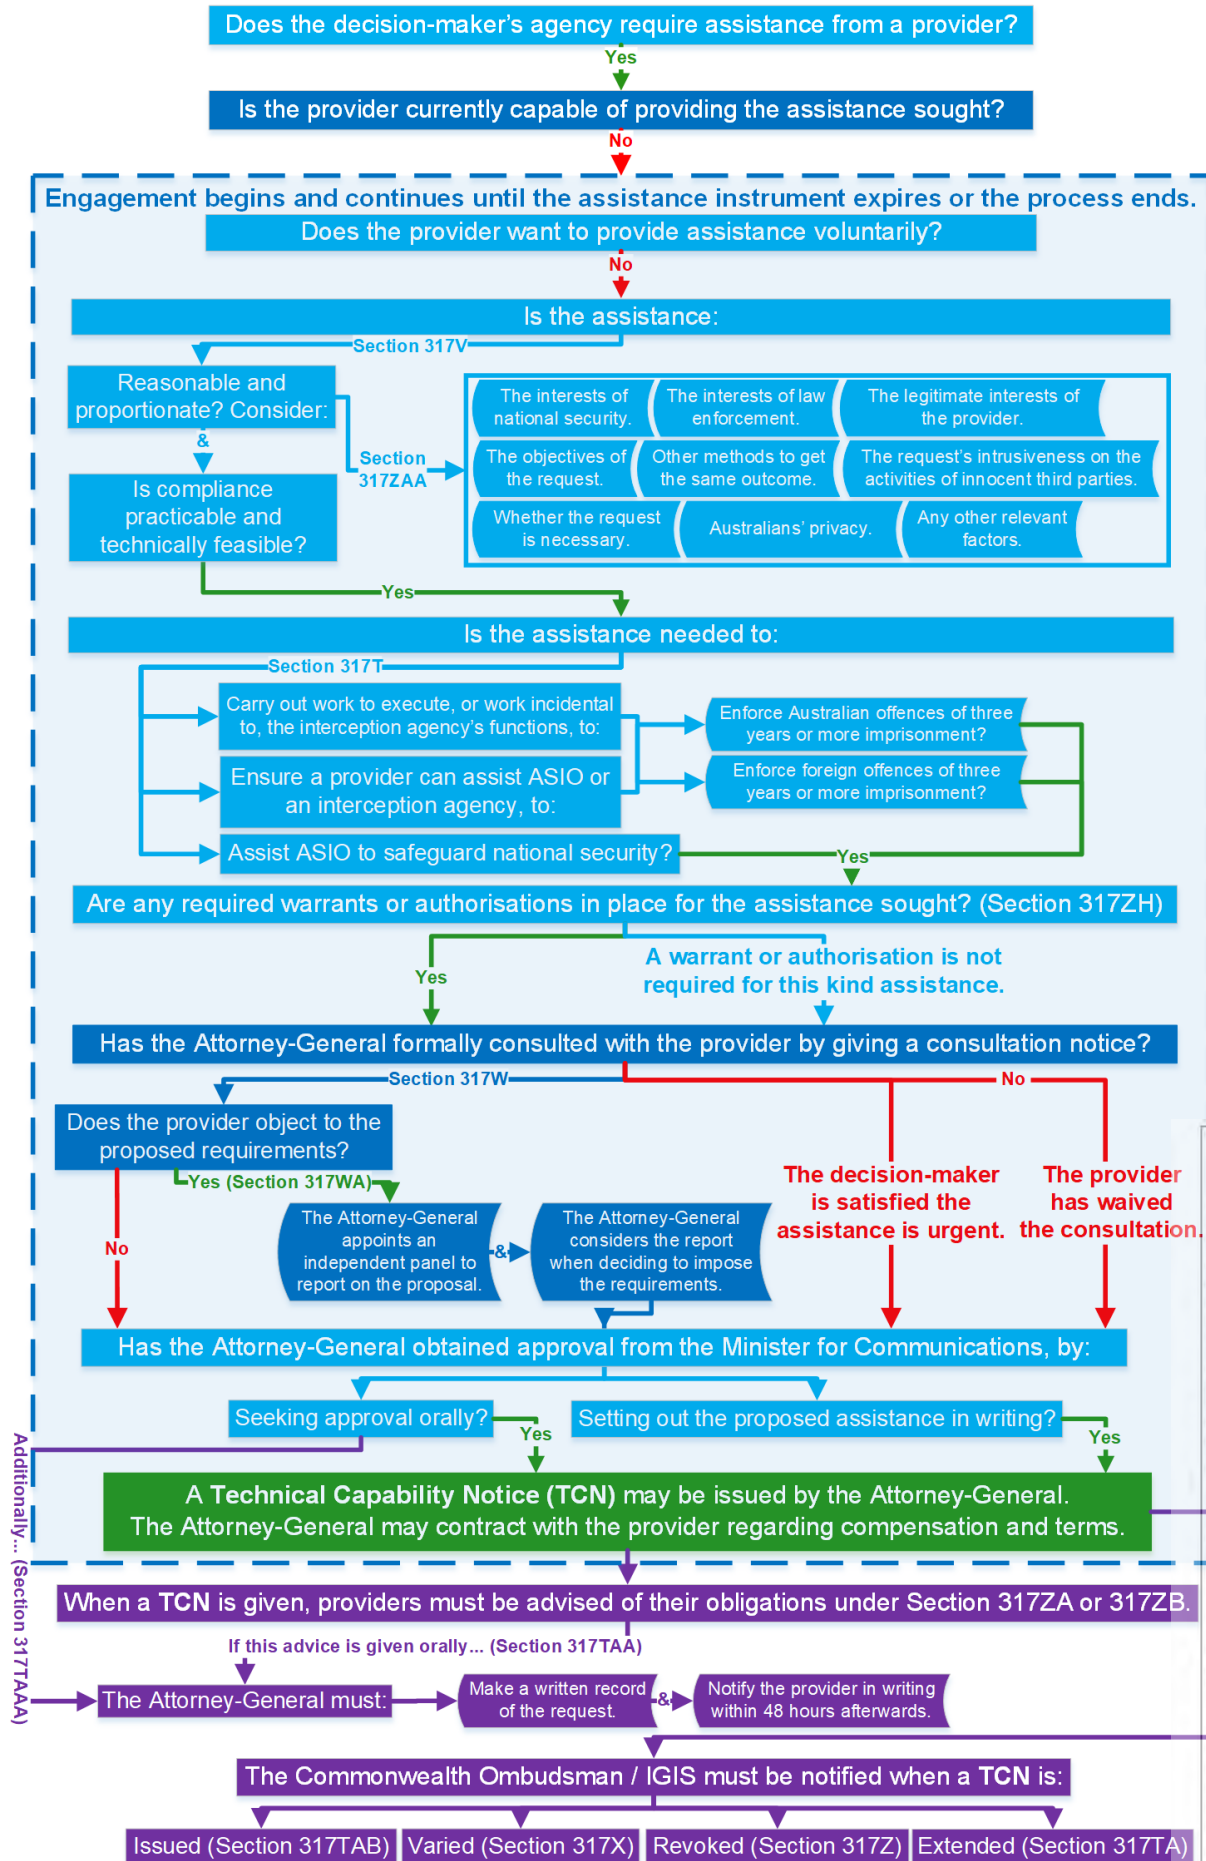 Does the decision-maker's agency require assistance from a provider?
Yes
Is the provider currently capable of providing the assistance sought?
No
Engagement begins and continues until the assistance instrument expires or the process ends.
Does the provider want to provide assistance voluntarily?
No
Is the assistance:
Section 317V
Reasonable and
proportionate? Consider:
&
Is compliance
practicable and
technically feasible?
Section
317ZAA
The interests of
national security.
The interests of law
enforcement.
The legitimate interests of
the provider.
The objectives of
the request.
Other methods to get
the same outcome.
The request's intrusiveness on the
activities of innocent third parties.
Whether the request
is necessary.
Australians' privacy.
Any other relevant
factors.
Yes
Is the assistance needed to:
Section 317T
Carry out work to execute, or work incidental
to, the interception agency's functions, to:
Ensure a provider can assist ASIO or
an interception agency, to:
Assist ASIO to safeguard national security?
Enforce Australian offences of three
years or more imprisonment?
Enforce foreign offences of three
years or more imprisonment?
Yes
Are any required warrants or authorisations in place for the assistance sought? (Section 317ZH)
Yes
A warrant or authorisation is not
required for this kind assistance.
Has the Attorney-General formally consulted with the provider by giving a consultation notice?
Section 317W
No
Does the provider object to the
proposed requirements?
Yes (Section 317WA)
No
The Attorney-General
appoints an
independent panel to
report on the proposal.
&
The Attorney-General
considers the report
when deciding to impose
the requirements.
The decision-maker
is satisfied the
assistance is urgent.
The provider
has waived
the consultation.
Has the Attorney-General obtained approval from the Minister for Communications, by:
Seeking approval orally?
Setting out the proposed assistance in writing?
Yes
Yes
A Technical Capability Notice (TCN) may be issued by the Attorney-General.
The Attorney-General may contract with the provider regarding compensation and terms.
Additionally... (Section 317TAAA)
When a TCN is given, providers must be advised of their obligations under Section 317ZA or 317ZB.
If this advice is given orally... (Section 317TAA)
The Attorney-General must:
Make a written record
of the request.
&
Notify the provider in writing
within 48 hours afterwards.
The Commonwealth Ombudsman / IGIS must be notified when a TCN is:
Issued (Section 317TAB)
Varied (Section 317X)
Revoked (Section 317Z)
Extended (Section 317TA)